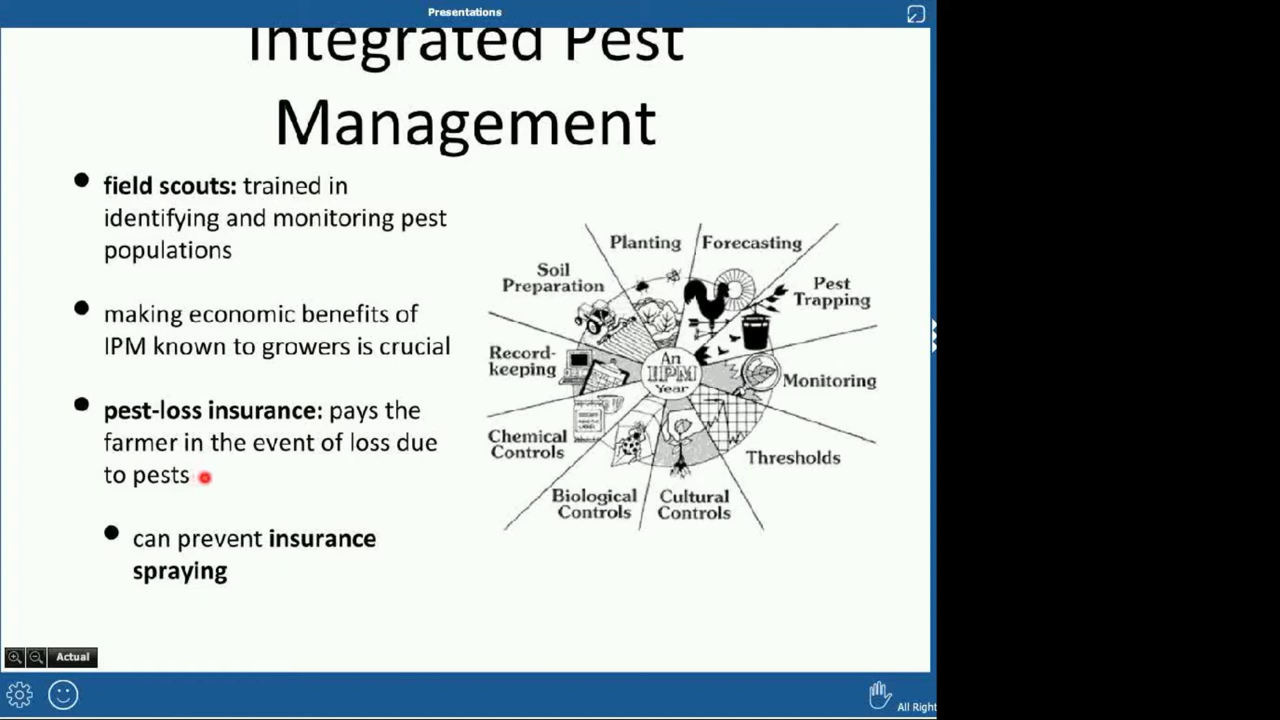 Presentations
Integrated Pest
Management
field scouts: trained in
identifying and monitoring pest
populations
making economic benefits of
IPM known to growers is crucial
pest-loss insurance: pays the
farmer in the event of loss due
to pests
can prevent insurance
spraying
Planting
Forecasting
Soil
Preparation
Pest
Trapping
Record-
keeping
An
IPM
Year
Monitoring
Chemical
Controls
Thresholds
Biological
Controls
Cultural
Controls
Actual
All Right